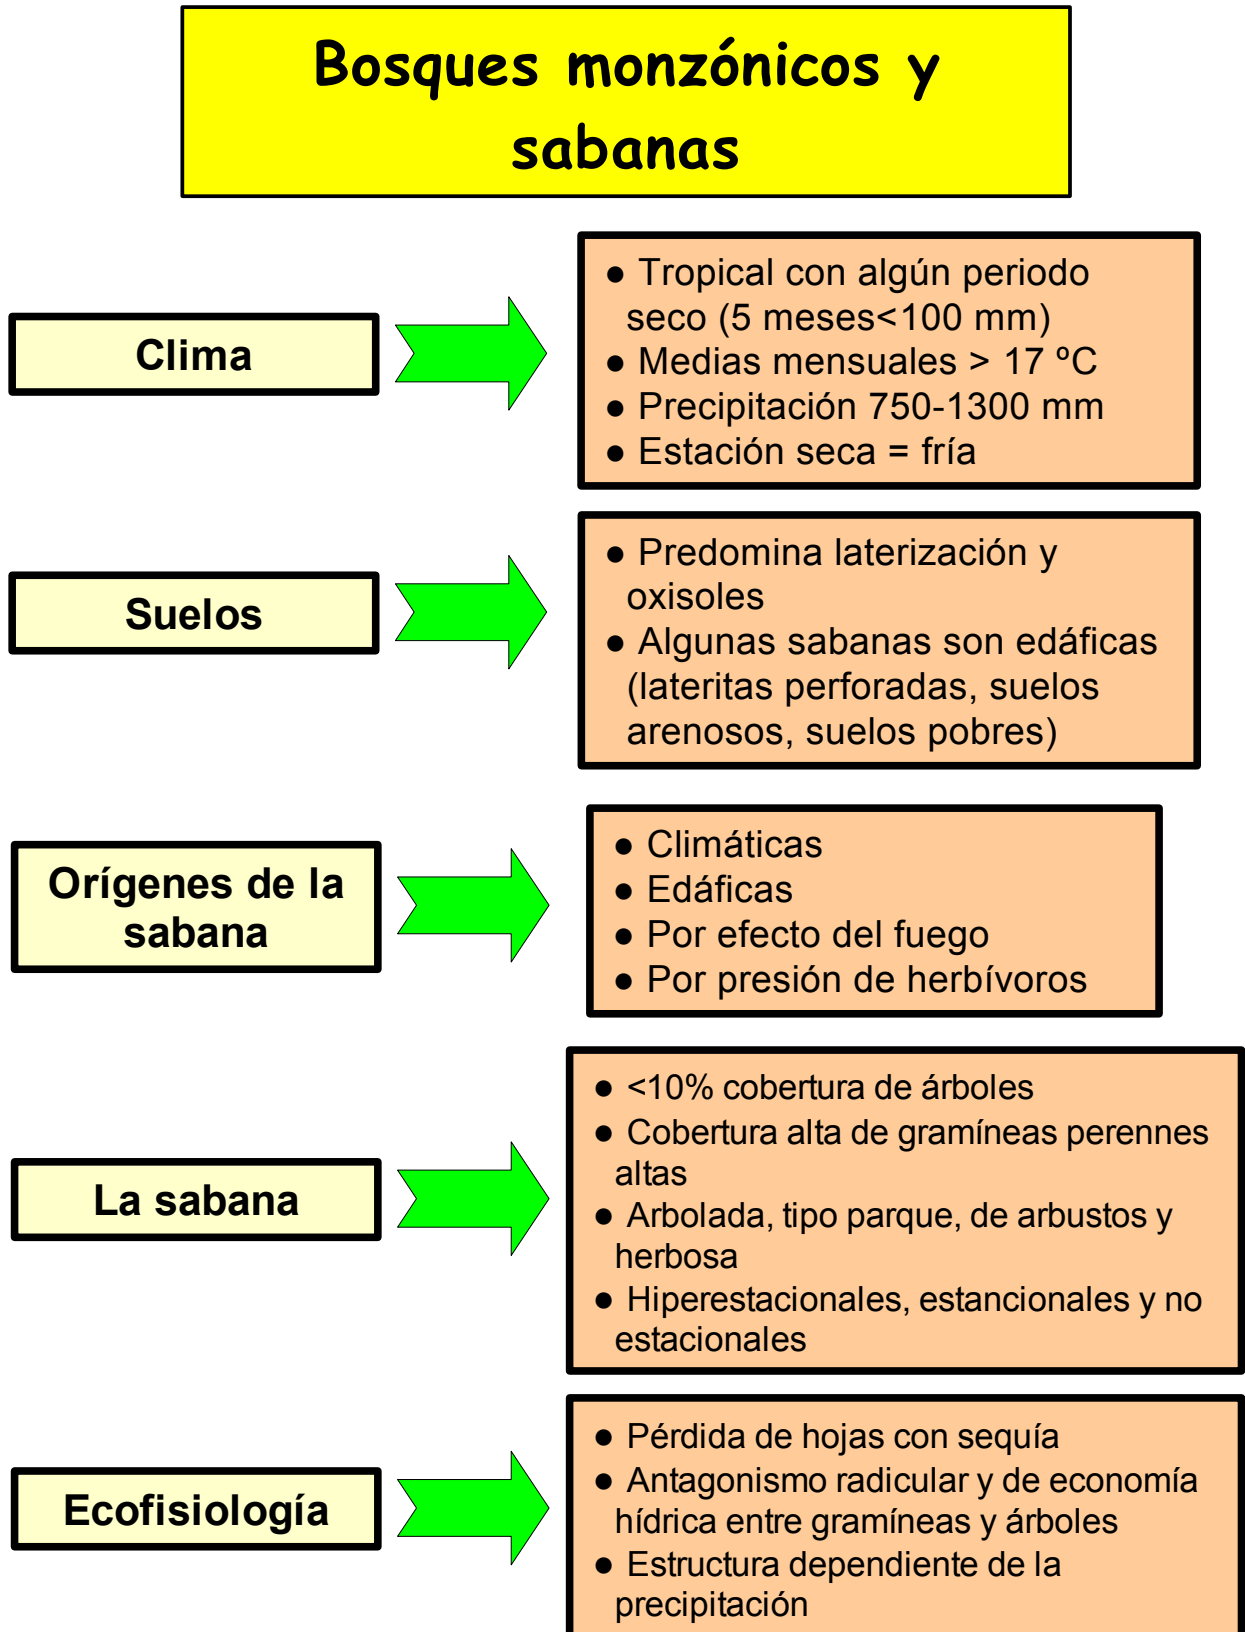 Bosques monzónicos y
sabanas
Clima
● Tropical con algún periodo
seco (5 meses<100 mm)
● Medias mensuales > 17 ºC
● Precipitación 750-1300 mm
● Estación seca = fría
Suelos
● Predomina laterización y
oxisoles
● Algunas sabanas son edáficas
(lateritas perforadas, suelos
arenosos, suelos pobres)
Orígenes de la
sabana
● Climáticas
● Edáficas
● Por efecto del fuego
● Por presión de herbívoros
La sabana
● <10% cobertura de árboles
● Cobertura alta de gramíneas perennes
altas
● Arbolada, tipo parque, de arbustos y
herbosa
● Hiperestacionales, estancionales y no
estacionales
Ecofisiología
● Pérdida de hojas con sequía
● Antagonismo radicular y de economía
hídrica entre gramíneas y árboles
● Estructura dependiente de la
precipitación